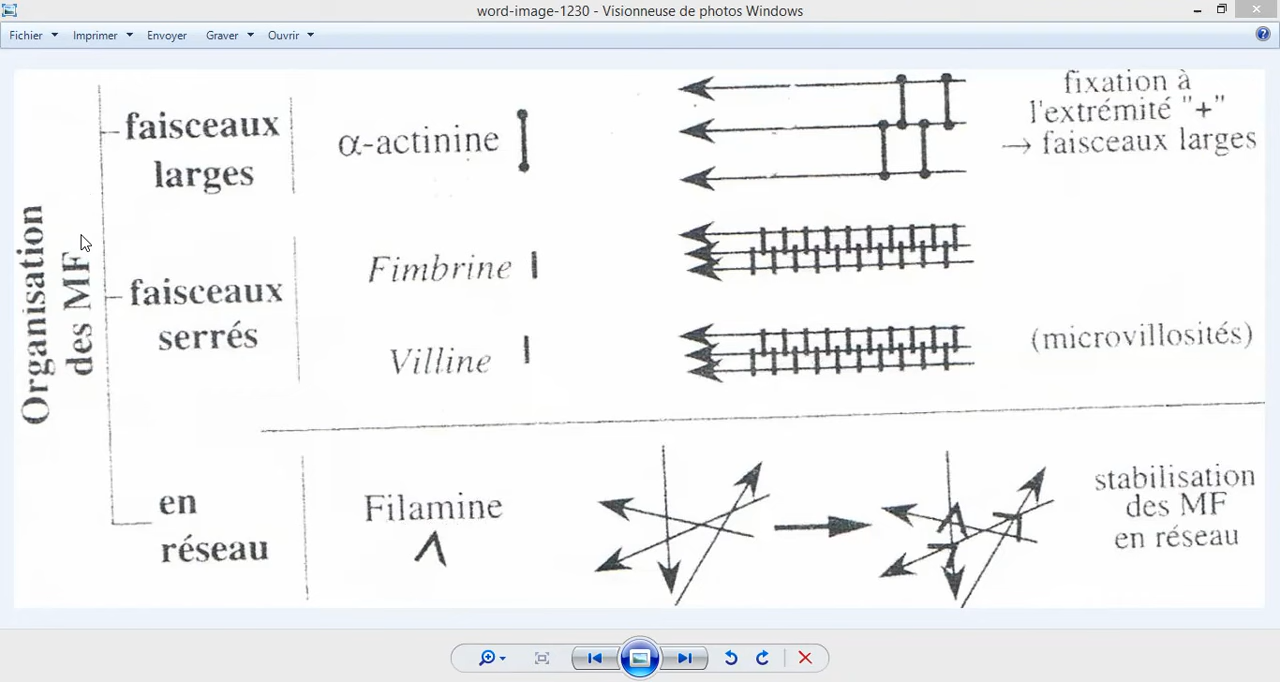 word-image-1230 - Visionneuse de photos Windows
Fichier Imprimer Envoyer Graver Ouvrir
Organisation
des MF
faisceaux
larges
α-actinine
fixation à
l'extrémité "+"
→ faisceaux larges
faisceaux
serrés
Fimbrine
Villine
(microvillosités)
en
réseau
Filamine
stabilisation
des MF
en réseau